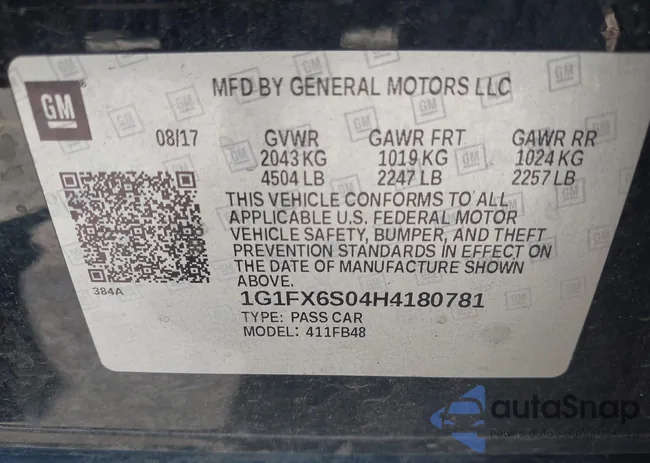 GM
MFD BY GENERAL MOTORS LLC
08/17 GVWR GAWR FRT GAWR RR
2043 KG 1019 KG 1024 KG
4504 LB 2247 LB 2257 LB
THIS VEHICLE CONFORMS TO ALL
APPLICABLE U.S. FEDERAL MOTOR
VEHICLE SAFETY, BUMPER, AND THEFT
PREVENTION STANDARDS IN EFFECT ON
THE DATE OF MANUFACTURE SHOWN
ABOVE.
384A
1G1FX6S04H4180781
TYPE: PASS CAR
MODEL: 411FB48
autoSnap